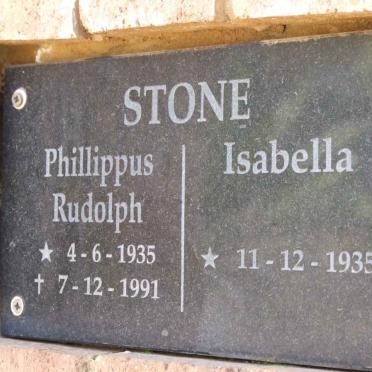 STONE
Phillippus
Rudolph
★ 4 - 6 - 1935
✝ 7 - 12 - 1991
Isabella
★ 11 - 12 - 1935